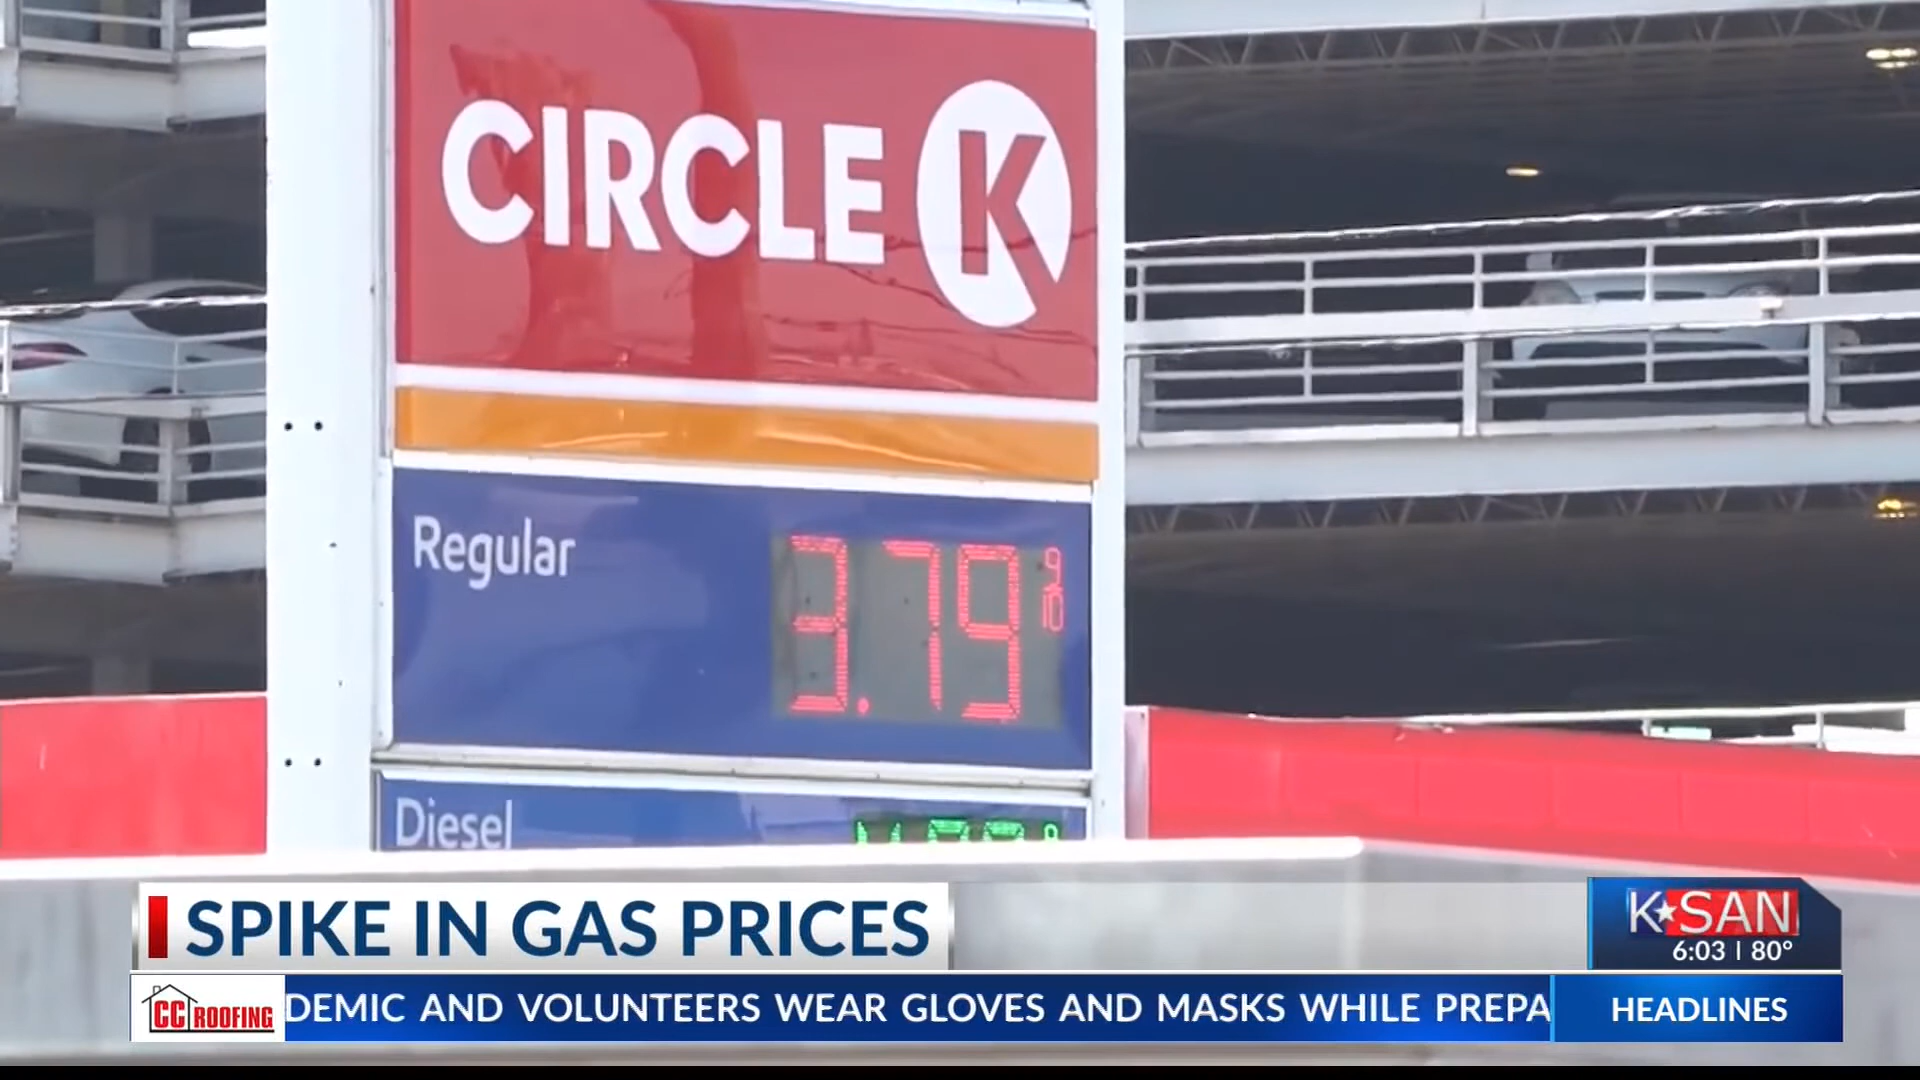 CIRCLE K
Regular
3.79 9/10
Diesel
SPIKE IN GAS PRICES
K★SAN
6:03 | 80°
CC ROOFING
DEMIC AND VOLUNTEERS WEAR GLOVES AND MASKS WHILE PREPA
HEADLINES